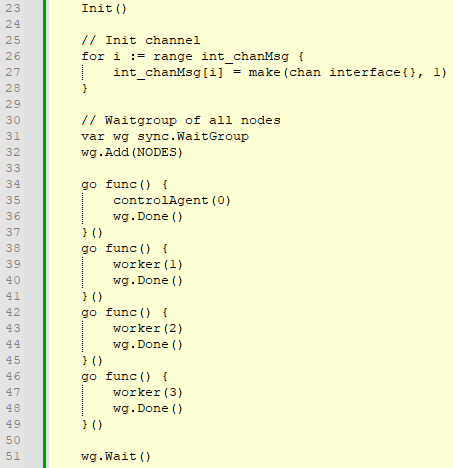 23 Init()
24
25 // Init channel
26 for i := range int_chanMsg {
27     int_chanMsg[i] = make(chan interface{}, 1)
28 }
29
30 // Waitgroup of all nodes
31 var wg sync.WaitGroup
32 wg.Add(NODES)
33
34 go func() {
35     controlAgent(0)
36     wg.Done()
37 }()
38 go func() {
39     worker(1)
40     wg.Done()
41 }()
42 go func() {
43     worker(2)
44     wg.Done()
45 }()
46 go func() {
47     worker(3)
48     wg.Done()
49 }()
50
51 wg.Wait()